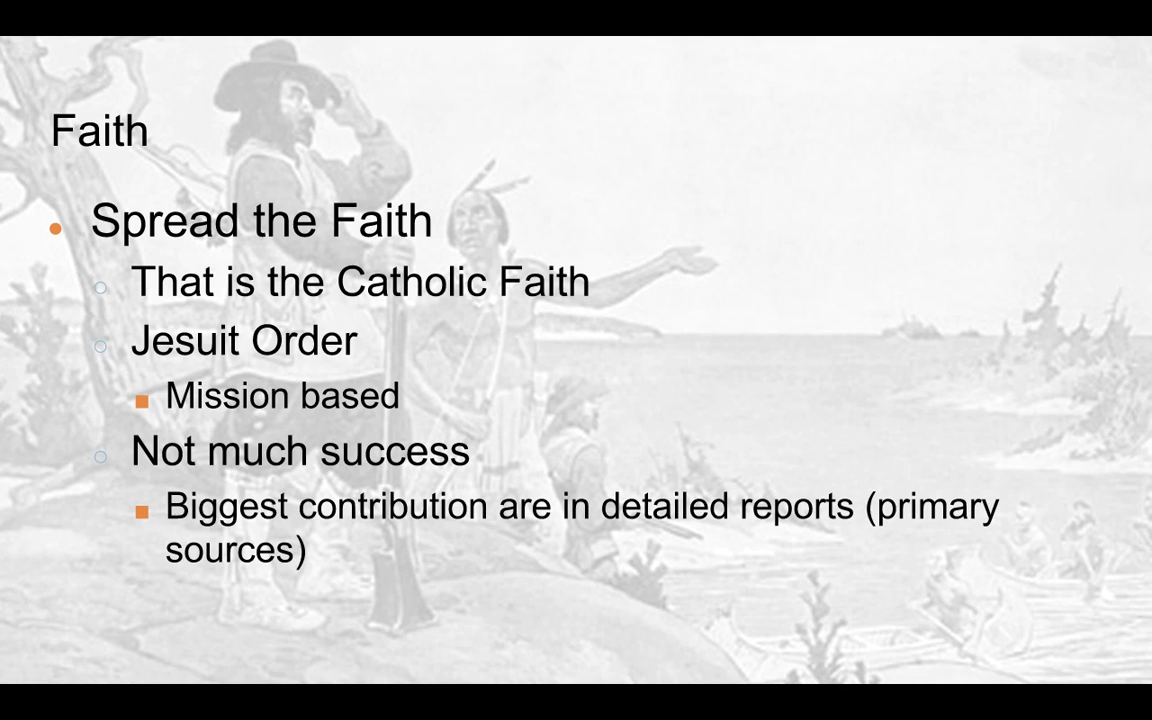 Faith
Spread the Faith
That is the Catholic Faith
Jesuit Order
Mission based
Not much success
Biggest contribution are in detailed reports (primary
sources)